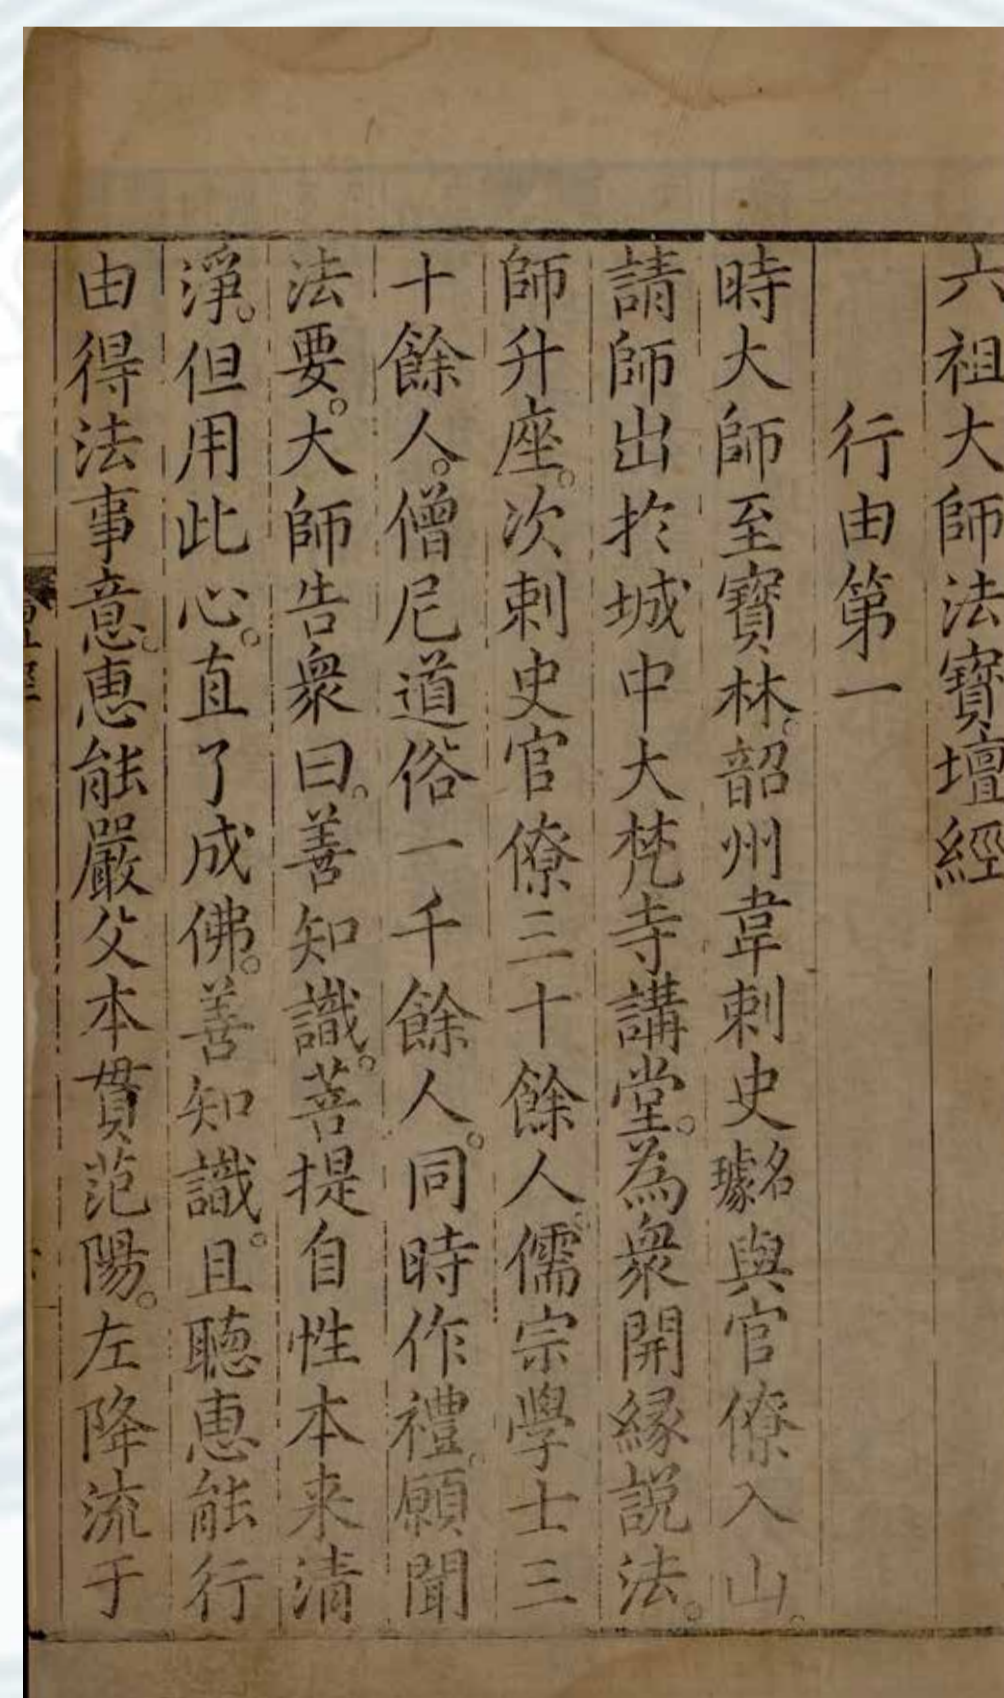 六祖大師法寶壇經
行由第一
時大師至寶林。韶州韋刺史名璩與官僚入山。
請師出於城中大梵寺講堂。為衆開緣說法。
師升座。次刺史官僚三十餘人。儒宗學士三
十餘人。僧尼道俗一千餘人。同時作禮。願聞
法要。大師告衆曰。善知識。菩提自性本来清
淨。但用此心。直了成佛。善知識。且聽惠能行
由得法事意。惠能嚴父本貫范陽。左降流于